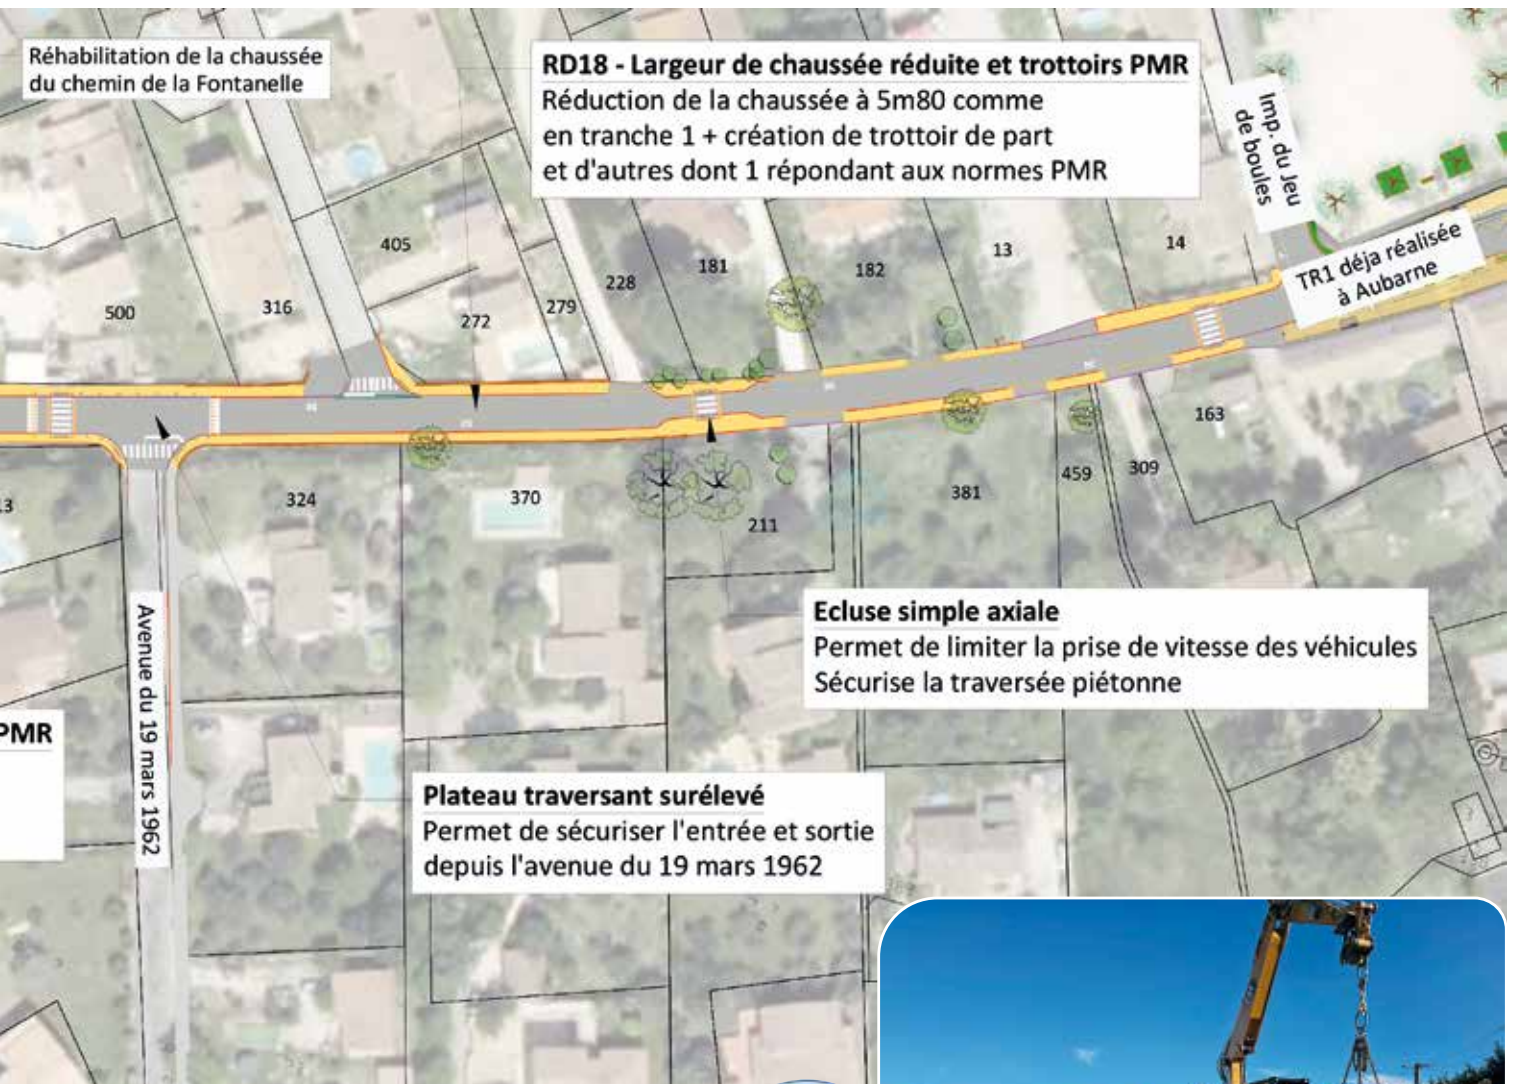 Réhabilitation de la chaussée
du chemin de la Fontanelle
RD18 - Largeur de chaussée réduite et trottoirs PMR
Réduction de la chaussée à 5m80 comme
en tranche 1 + création de trottoir de part
et d'autres dont 1 répondant aux normes PMR
Imp. du Jeu
de boules
TR1 déja réalisée
à Aubarne
405
500
316
272
279
228
181
182
13
14
163
13
324
370
211
381
459
309
Ecluse simple axiale
Permet de limiter la prise de vitesse des véhicules
Sécurise la traversée piétonne
Avenue du 19 mars 1962
PMR
Plateau traversant surélevé
Permet de sécuriser l'entrée et sortie
depuis l'avenue du 19 mars 1962